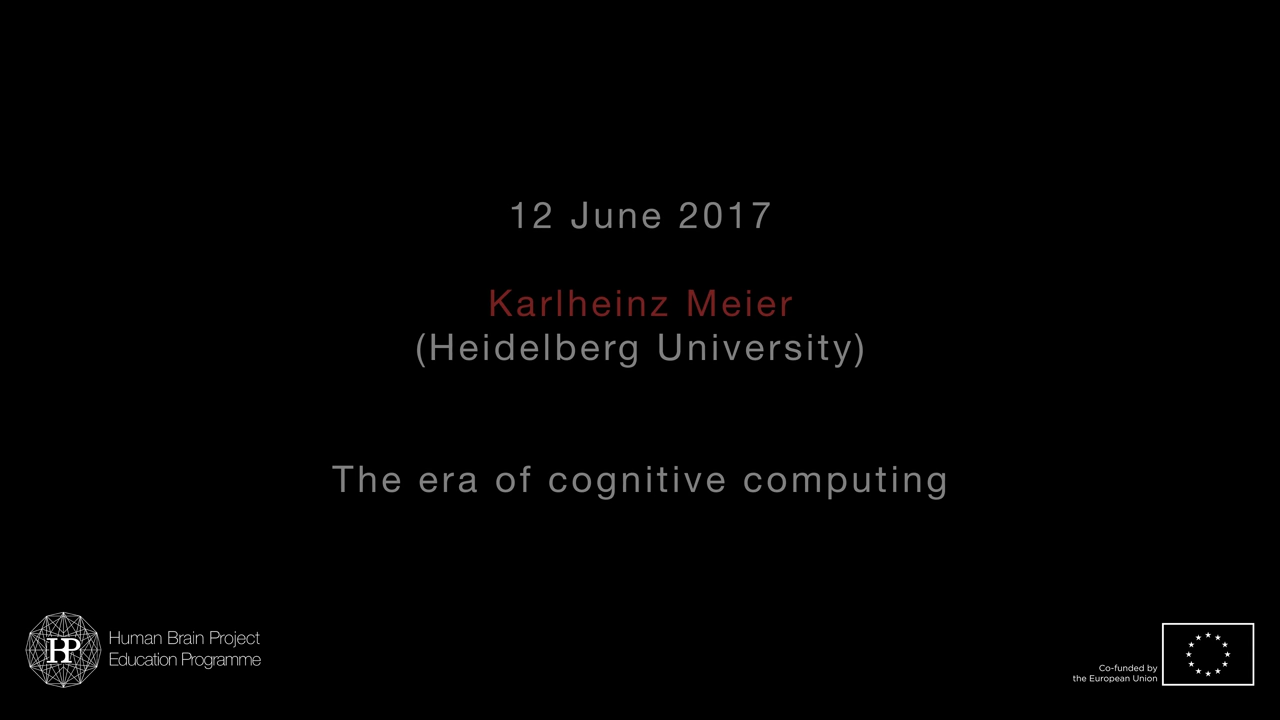 12 June 2017
Karlheinz Meier
(Heidelberg University)
The era of cognitive computing
HBP
Human Brain Project
Education Programme
Co-funded by
the European Union